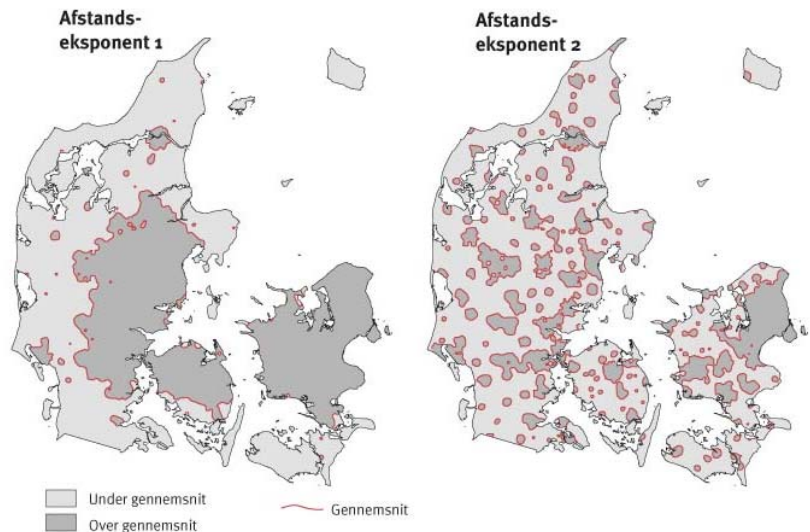 Afstands-
eksponent 1
Afstands-
eksponent 2
Under gennemsnit
Over gennemsnit
Gennemsnit